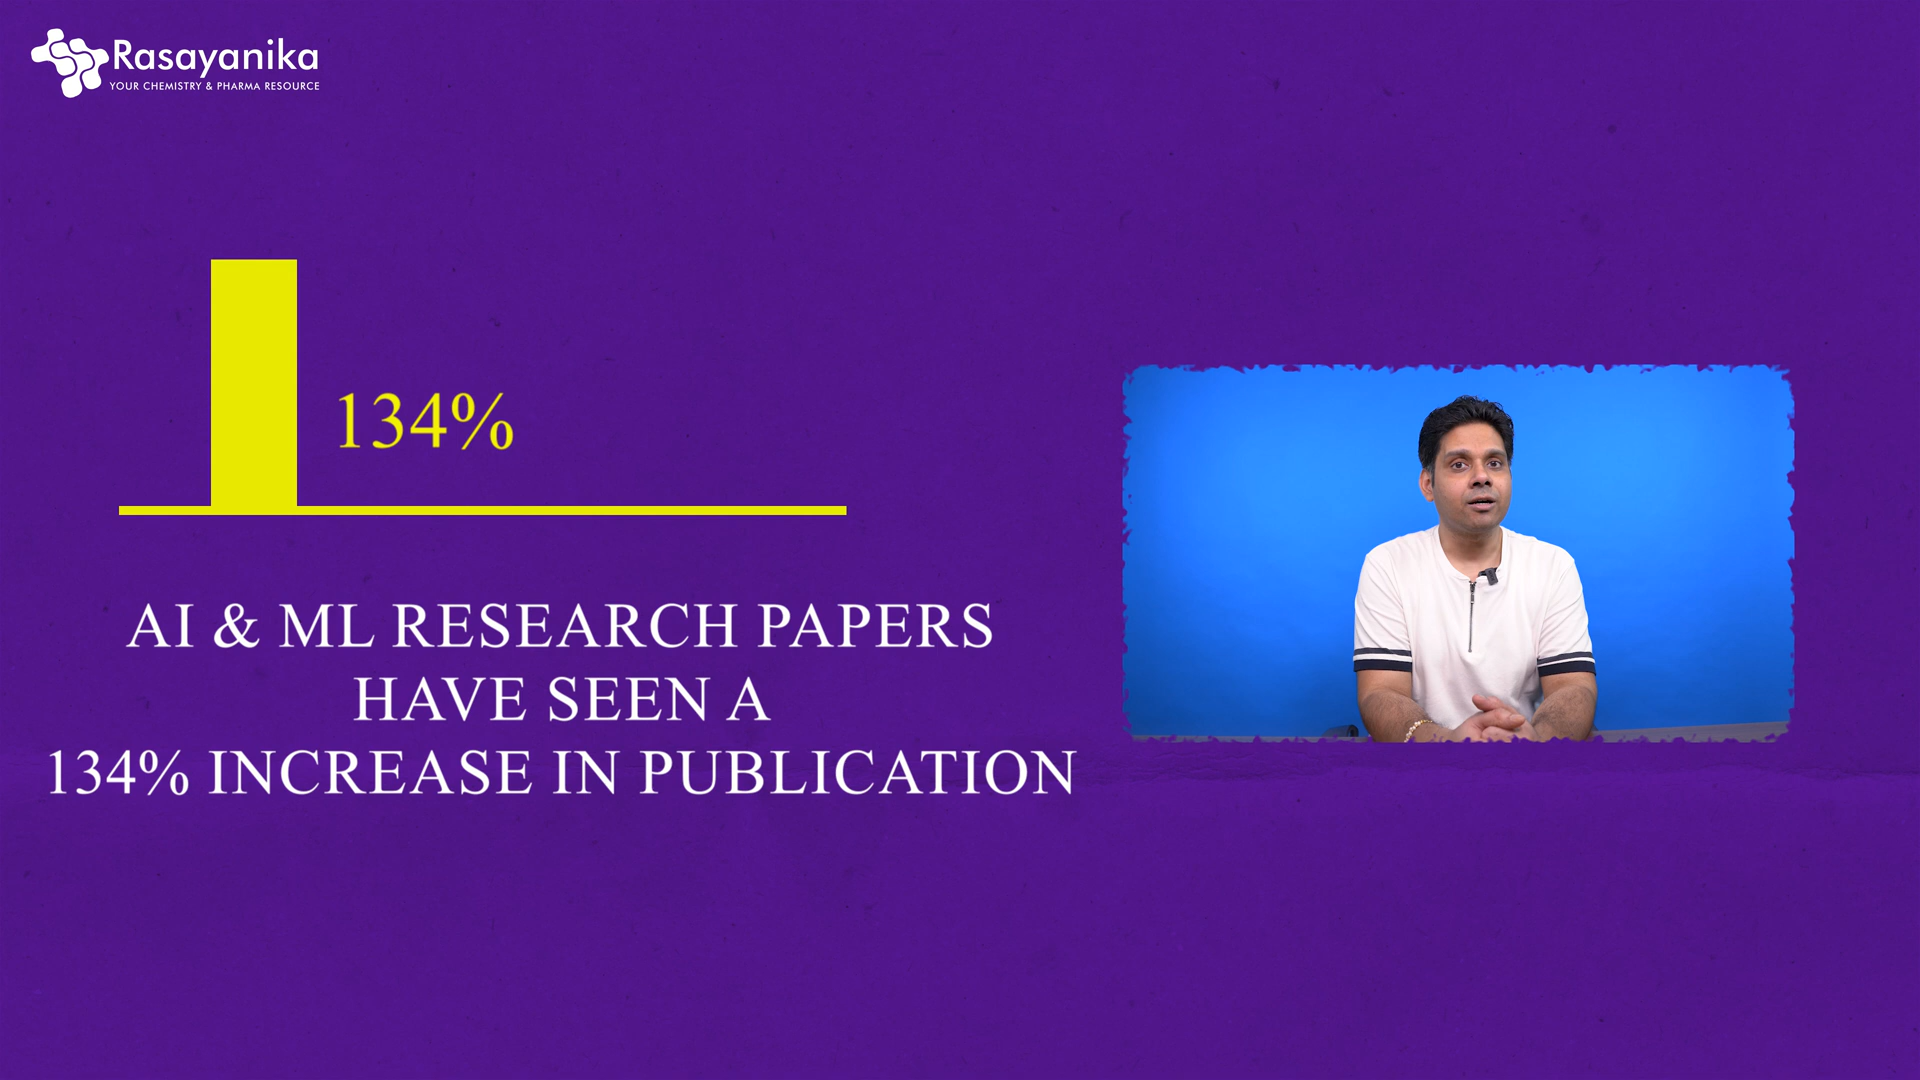 Rasayanika
YOUR CHEMISTRY & PHARMA RESOURCE
134%
AI & ML RESEARCH PAPERS
HAVE SEEN A
134% INCREASE IN PUBLICATION